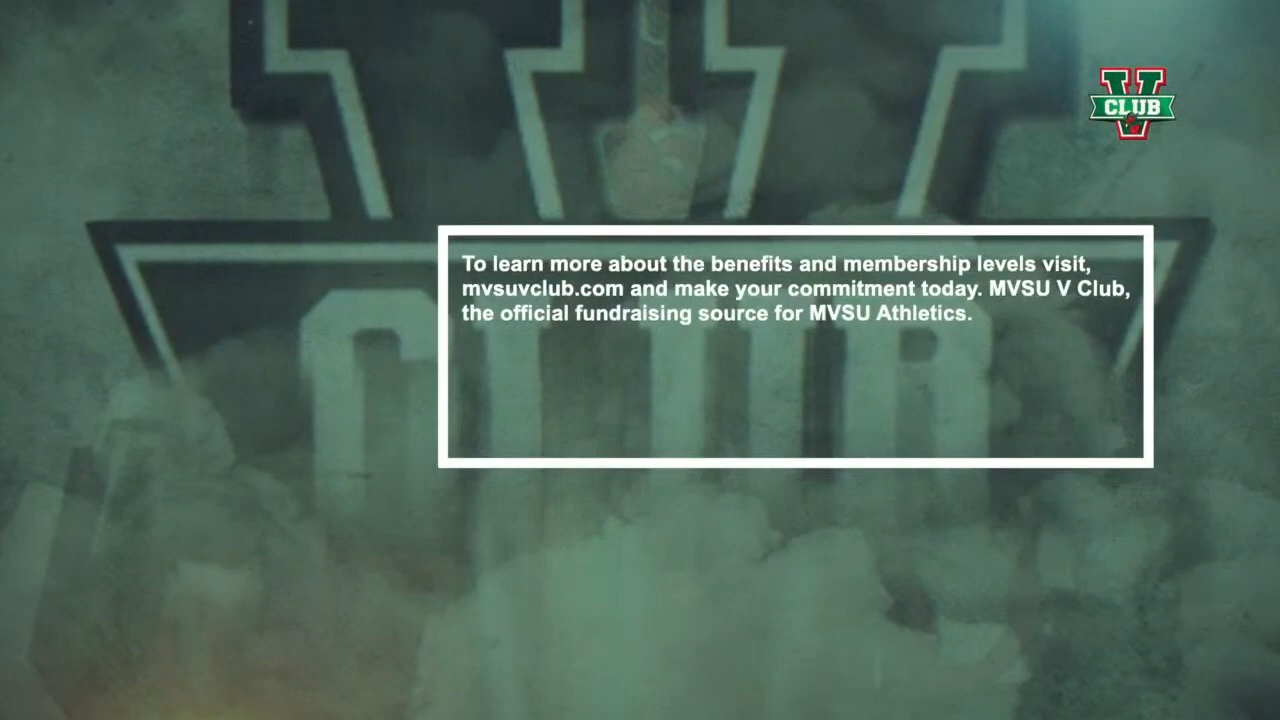 V
CLUB
V
CLUB
To learn more about the benefits and membership levels visit,
mvsuvclub.com and make your commitment today. MVSU V Club,
the official fundraising source for MVSU Athletics.